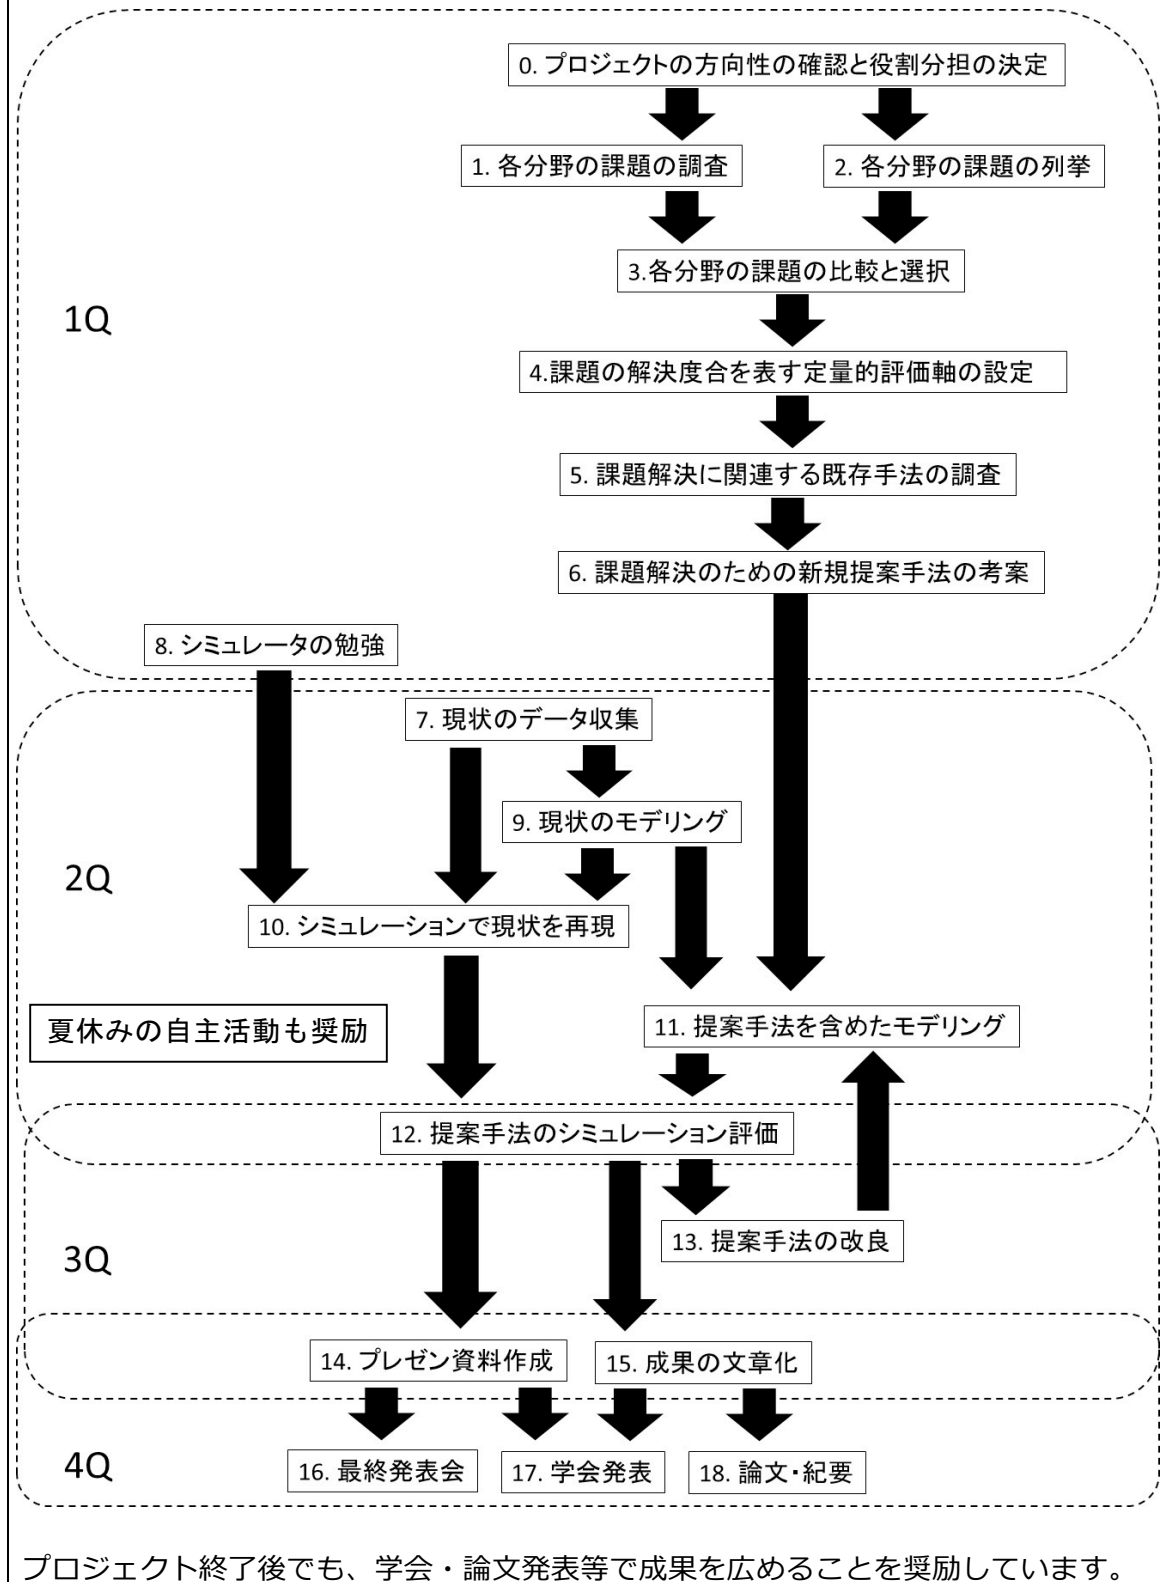 0. プロジェクトの方向性の確認と役割分担の決定
1. 各分野の課題の調査
2. 各分野の課題の列挙
3.各分野の課題の比較と選択
1Q
4.課題の解決度合を表す定量的評価軸の設定
5. 課題解決に関連する既存手法の調査
6. 課題解決のための新規提案手法の考案
8. シミュレータの勉強
7. 現状のデータ収集
9. 現状のモデリング
2Q
10. シミュレーションで現状を再現
夏休みの自主活動も奨励
11. 提案手法を含めたモデリング
12. 提案手法のシミュレーション評価
13. 提案手法の改良
3Q
14. プレゼン資料作成
15. 成果の文章化
4Q
16. 最終発表会
17. 学会発表
18. 論文・紀要
プロジェクト終了後でも、学会・論文発表等で成果を広めることを奨励しています。